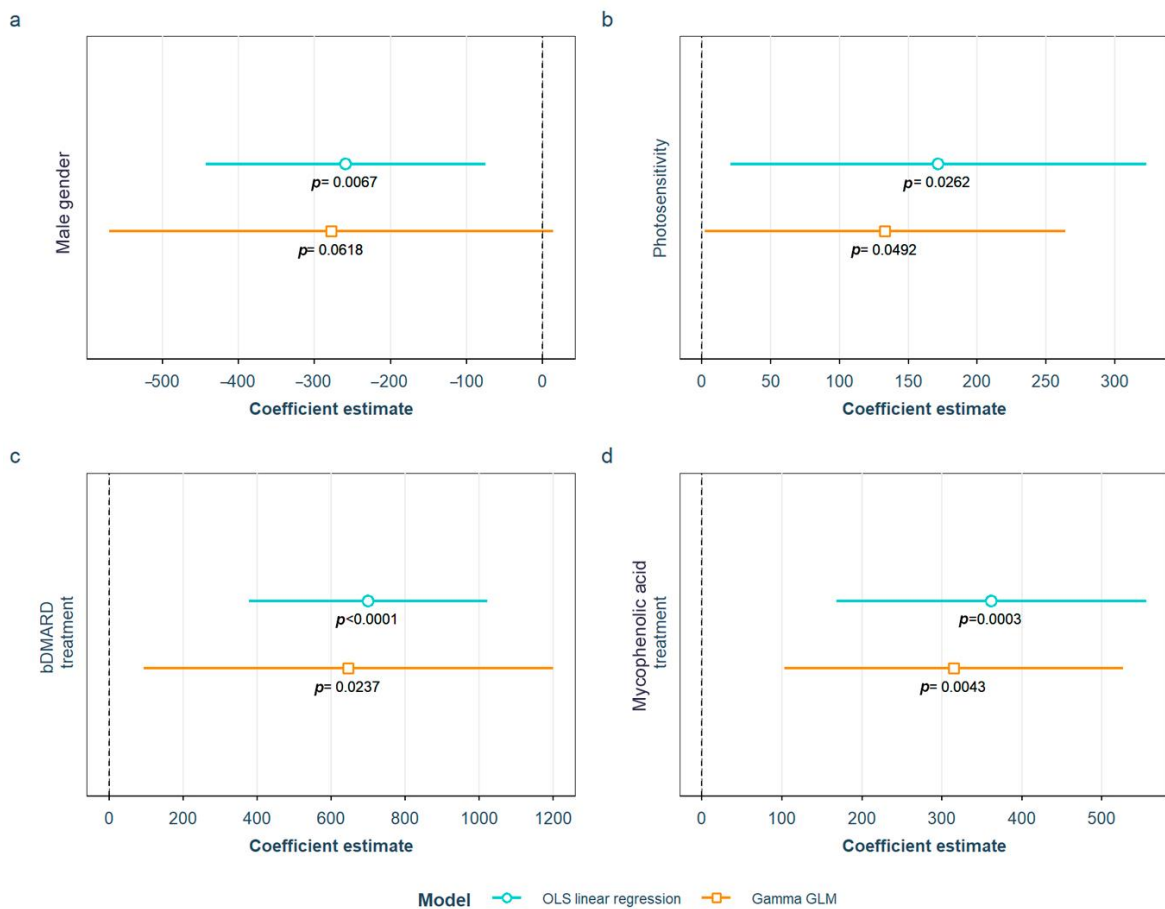 a
Male gender
p= 0.0067
p= 0.0618
−500 −400 −300 −200 −100 0
Coefficient estimate
b
Photosensitivity
p= 0.0262
p= 0.0492
0 50 100 150 200 250 300
Coefficient estimate
c
bDMARD
treatment
p<0.0001
p= 0.0237
0 200 400 600 800 1000 1200
Coefficient estimate
d
Mycophenolic acid
treatment
p=0.0003
p= 0.0043
0 100 200 300 400 500
Coefficient estimate
Model OLS linear regression Gamma GLM